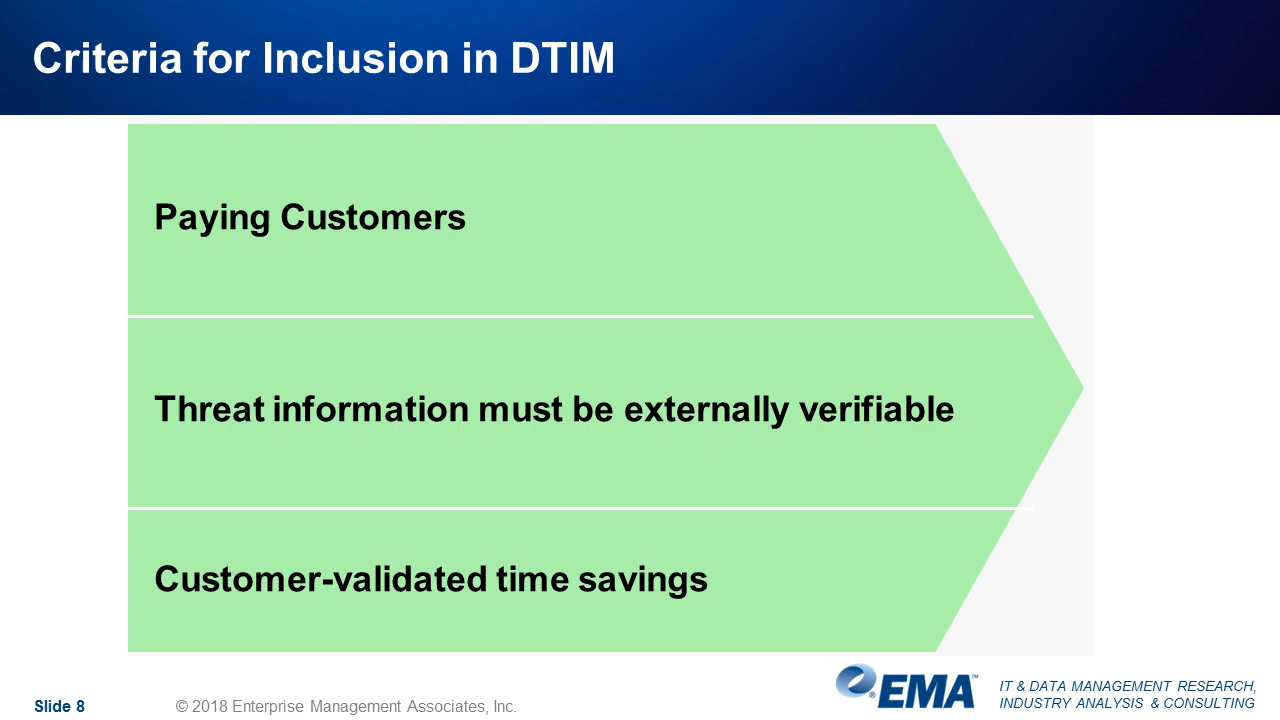 Criteria for Inclusion in DTIM
Paying Customers
Threat information must be externally verifiable
Customer-validated time savings
Slide 8
© 2018 Enterprise Management Associates, Inc.
e® EMA™
IT & DATA MANAGEMENT RESEARCH,
INDUSTRY ANALYSIS & CONSULTING